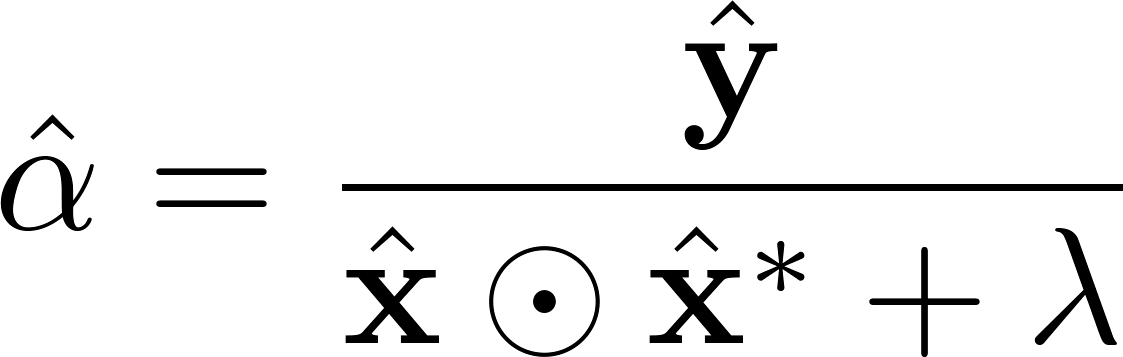 α̂ = ŷ / (x̂ ⊙ x̂* + λ)